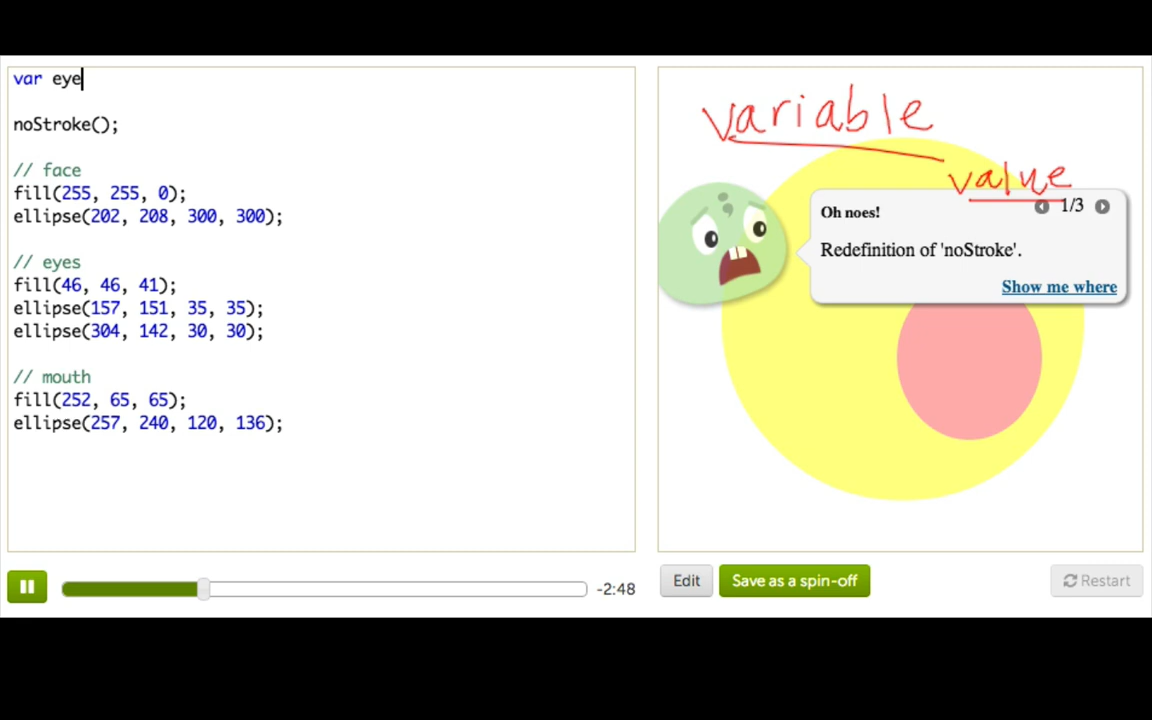 var eye
noStroke();
// face
fill(255, 255, 0);
ellipse(202, 208, 300, 300);
// eyes
fill(46, 46, 41);
ellipse(157, 151, 35, 35);
ellipse(304, 142, 30, 30);
// mouth
fill(252, 65, 65);
ellipse(257, 240, 120, 136);
variable
value
Oh noes!
1/3
Redefinition of 'noStroke'.
Show me where
-2:48
Edit
Save as a spin-off
Restart